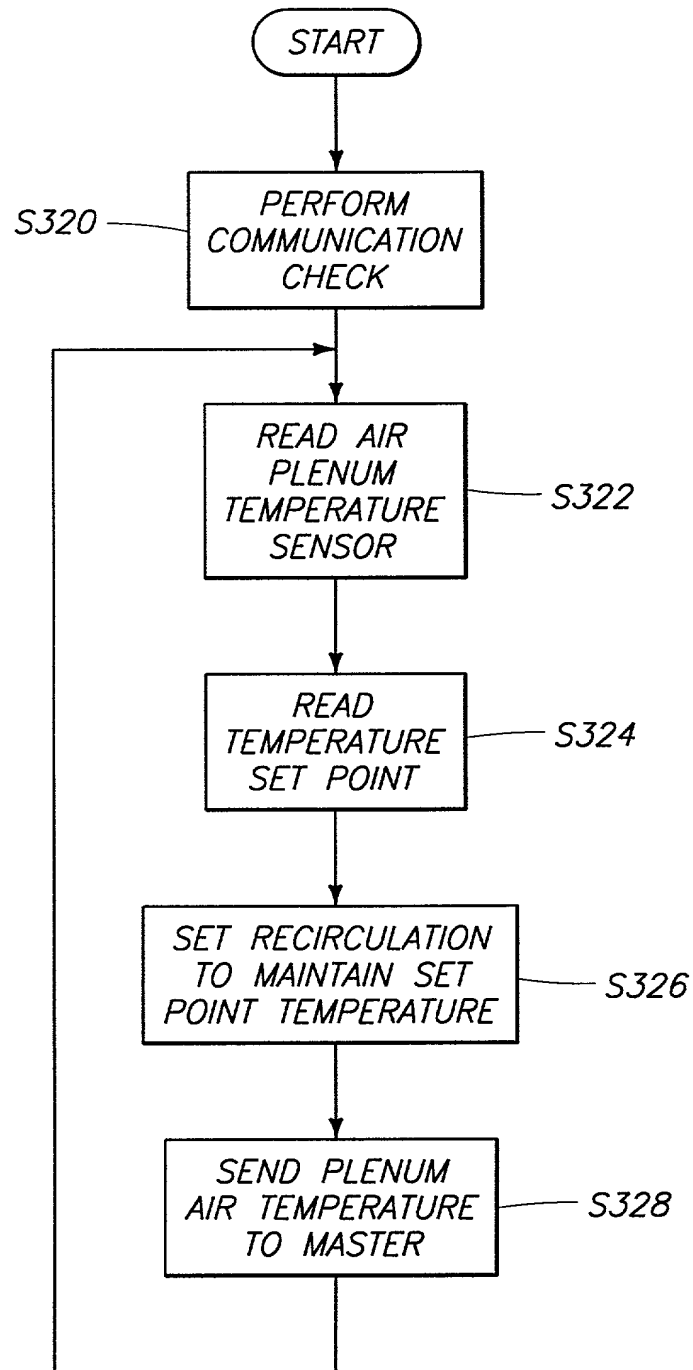 START
S320
PERFORM
COMMUNICATION
CHECK
READ AIR
PLENUM
TEMPERATURE
SENSOR
S322
READ
TEMPERATURE
SET POINT
S324
SET RECIRCULATION
TO MAINTAIN SET
POINT TEMPERATURE
S326
SEND PLENUM
AIR TEMPERATURE
TO MASTER
S328